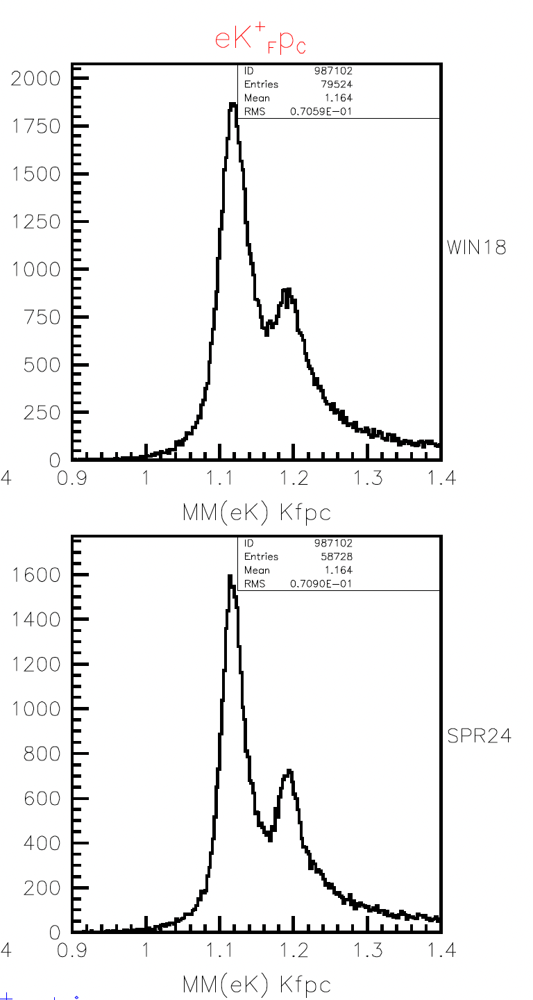 eK+FpC
ID 987102
Entries 79524
Mean 1.164
RMS 0.7059E-01
2000
1750
1500
1250
1000
750
500
250
0
WIN18
4 0.9 1 1.1 1.2 1.3 1.4
MM(eK) Kfpc
ID 987102
Entries 58728
Mean 1.164
RMS 0.7090E-01
1600
1400
1200
1000
800
600
400
200
0
SPR24
4 0.9 1 1.1 1.2 1.3 1.4
MM(eK) Kfpc